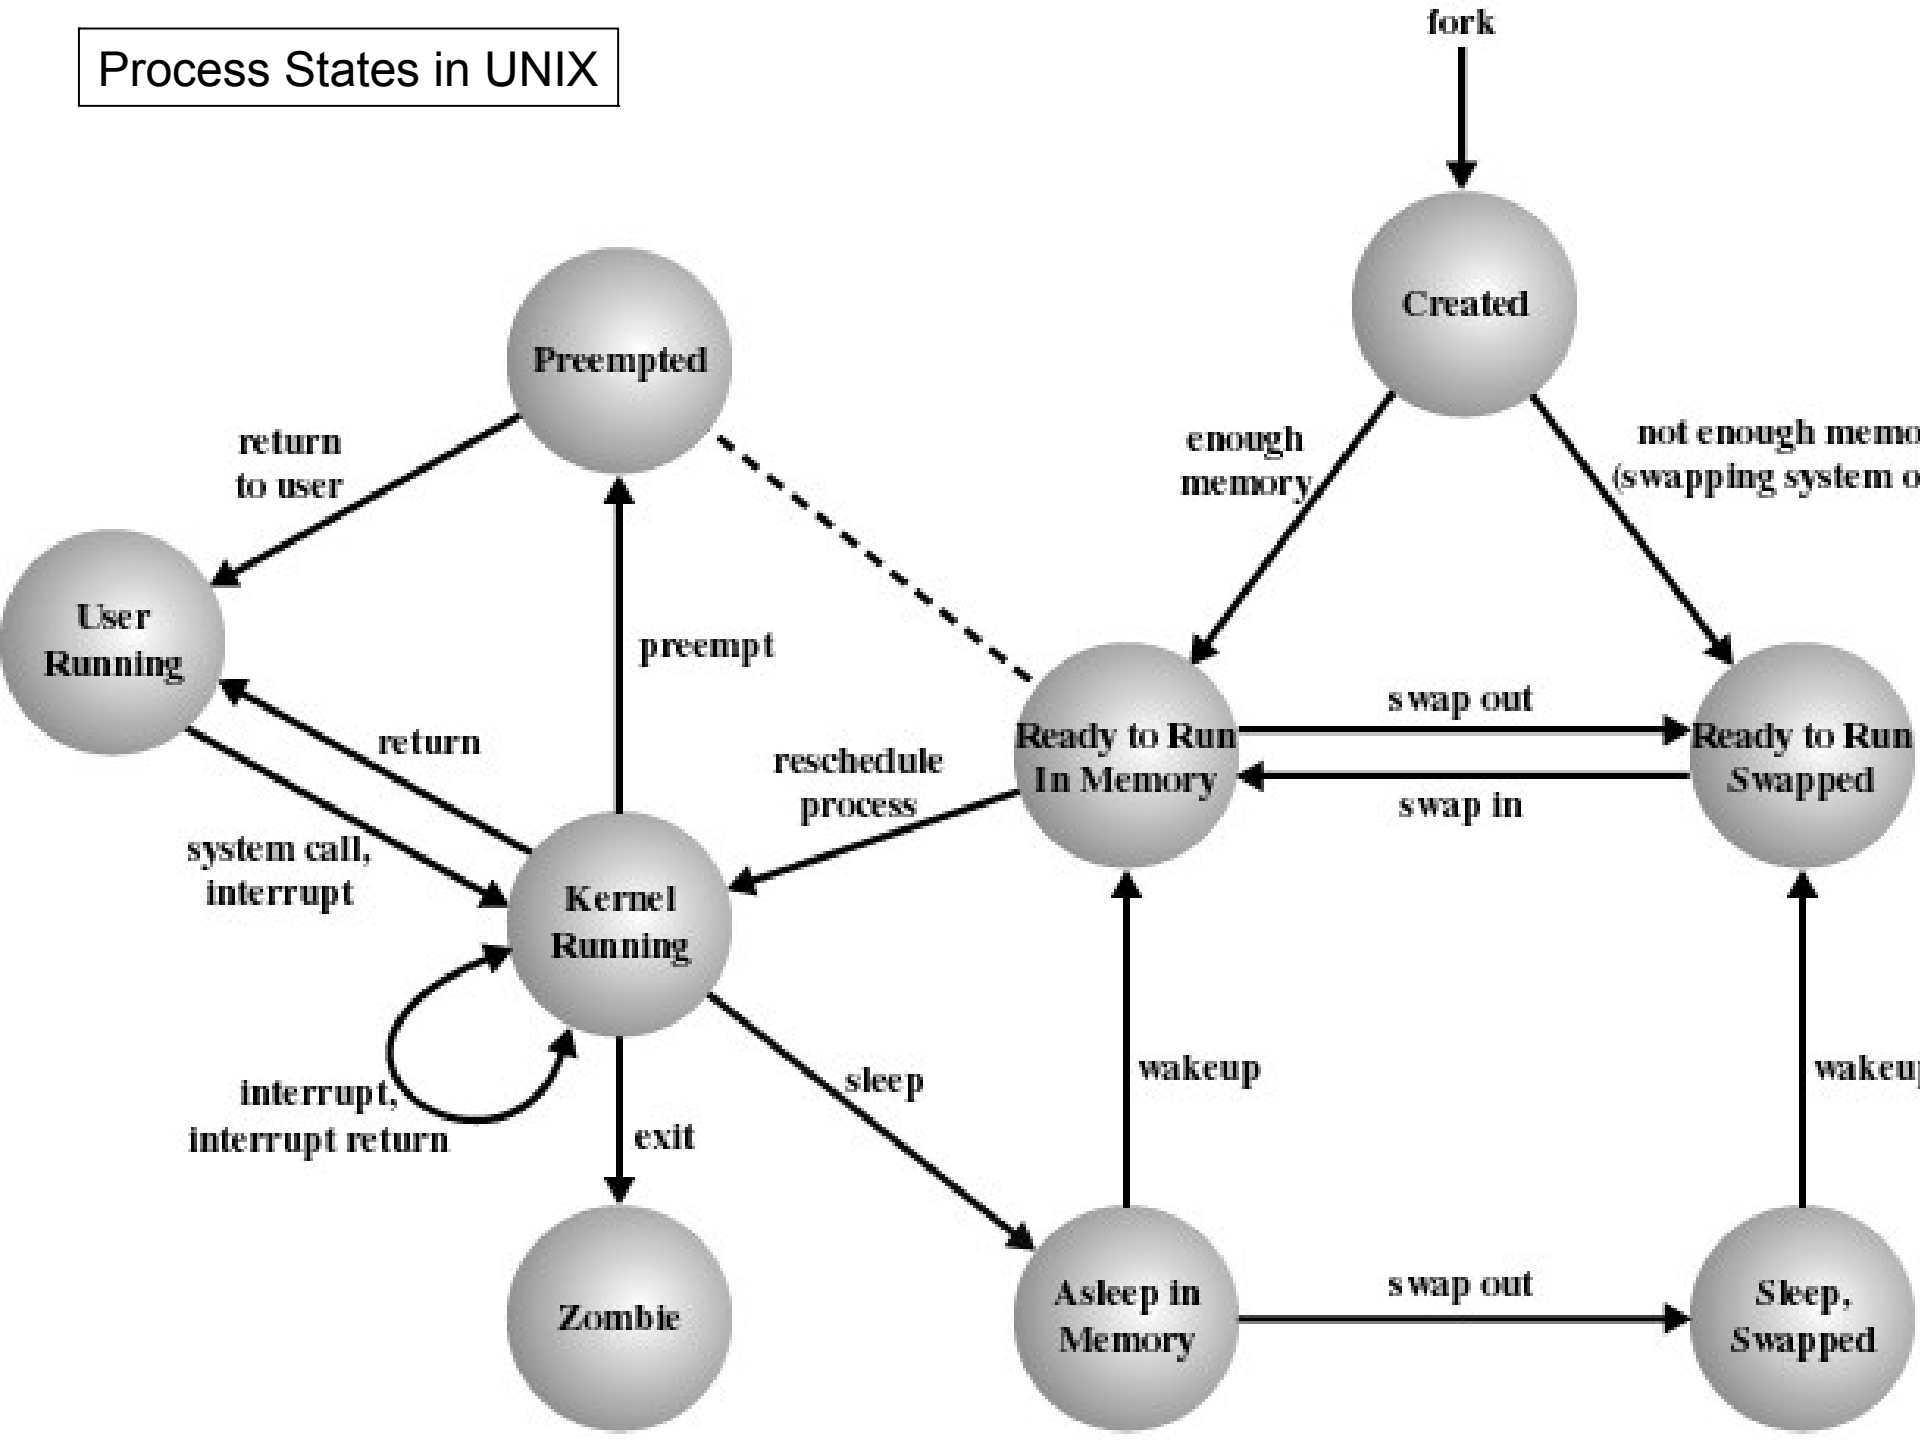 Process States in UNIX
fork
Created
Preempted
return
to user
enough
memory
not enough memo
(swapping system o
User
Running
preempt
return
swap out
Ready to Run
In Memory
Ready to Run
Swapped
reschedule
process
swap in
system call,
interrupt
Kernel
Running
interrupt,
interrupt return
sleep
wakeup
wakeup
exit
Zombie
Asleep in
Memory
swap out
Sleep,
Swapped